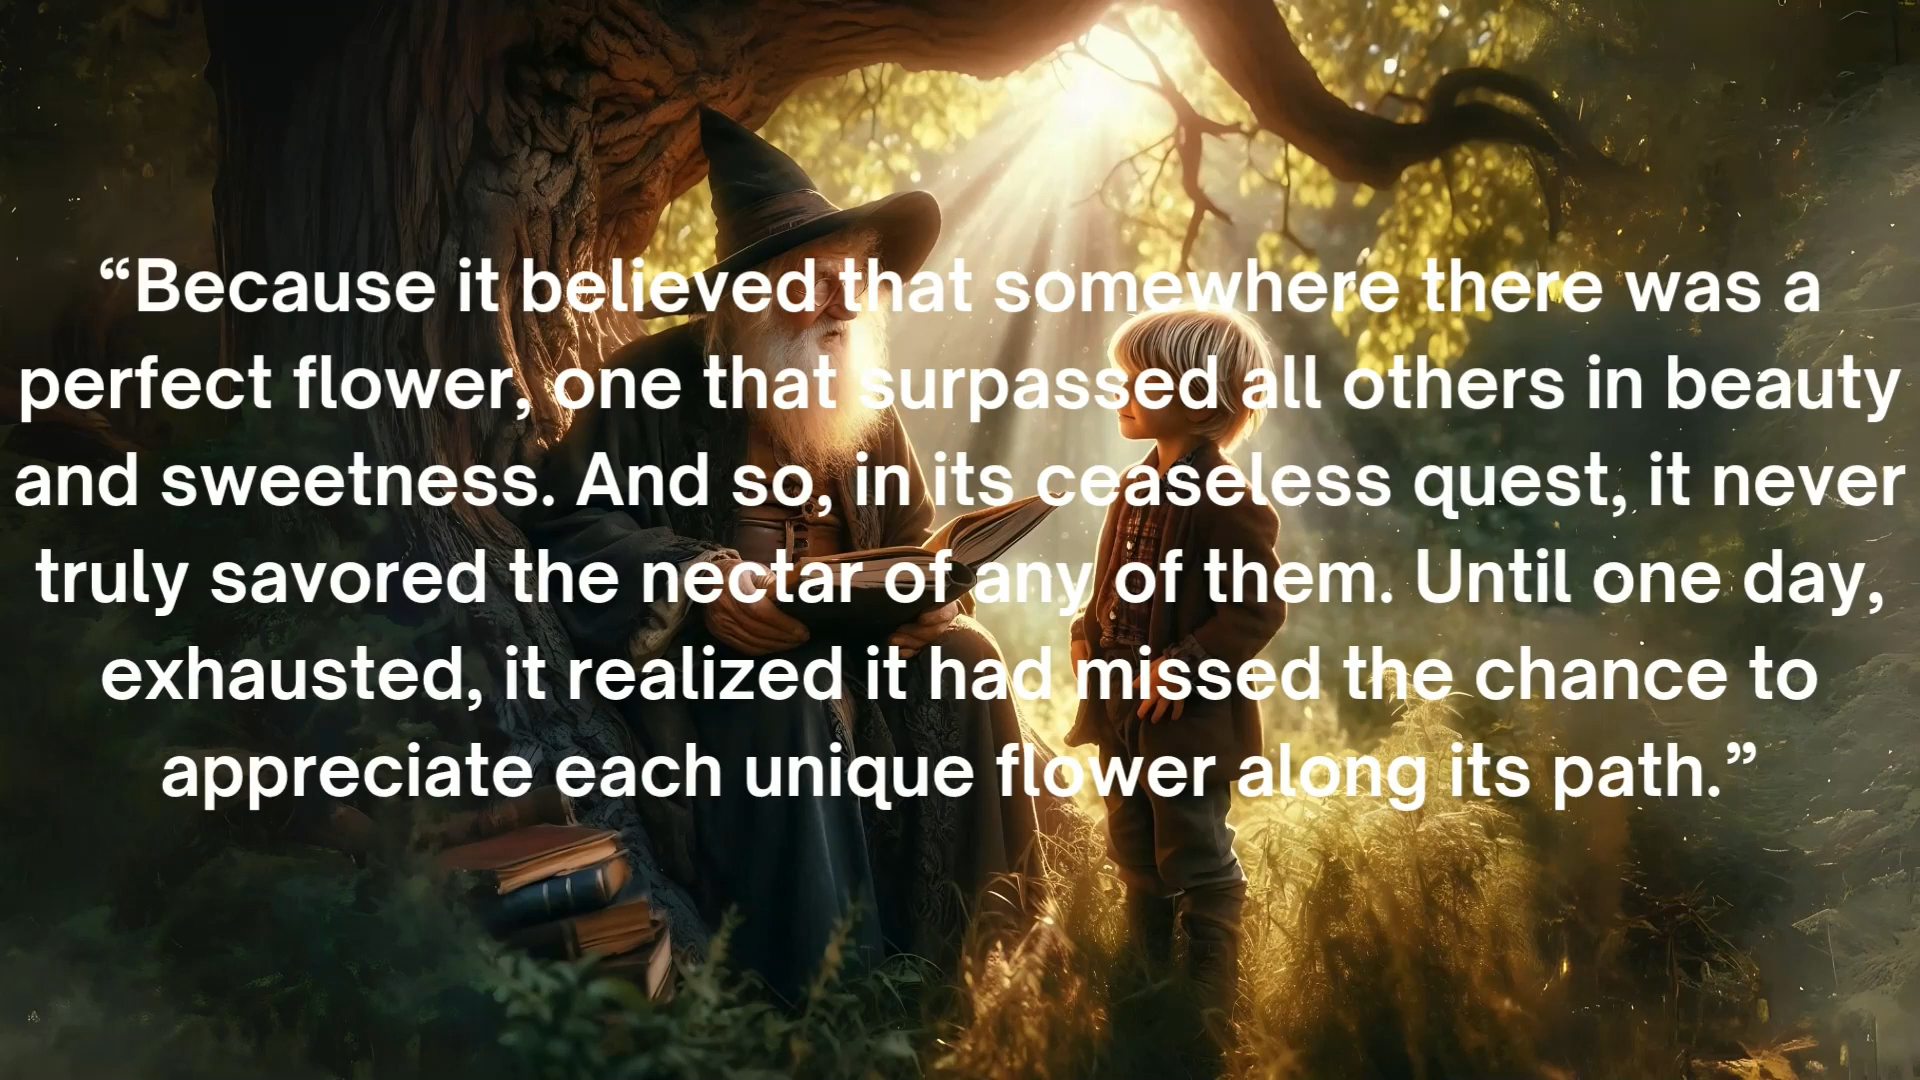 “Because it believed that somewhere there was a
perfect flower, one that surpassed all others in beauty
and sweetness. And so, in its ceaseless quest, it never
truly savored the nectar of any of them. Until one day,
exhausted, it realized it had missed the chance to
appreciate each unique flower along its path.”